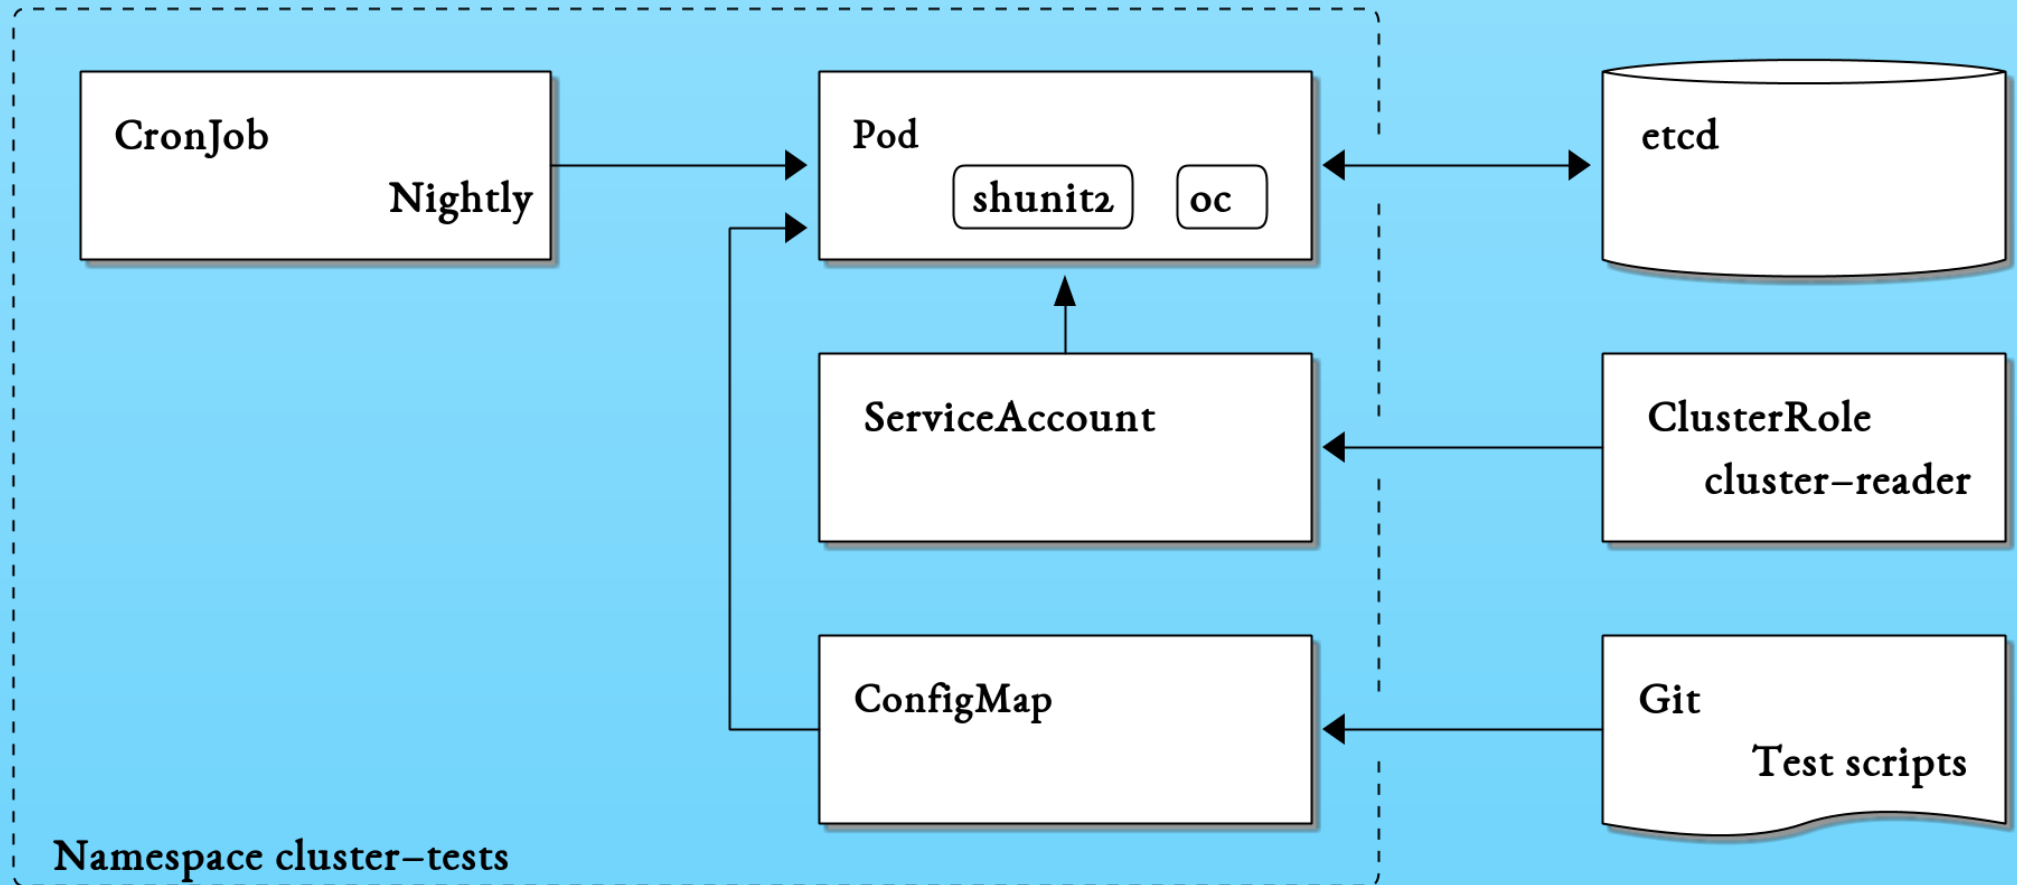 CronJob
Nightly
Pod
shunit2
oc
etcd
ServiceAccount
ClusterRole
cluster-reader
ConfigMap
Git
Test scripts
Namespace cluster-tests